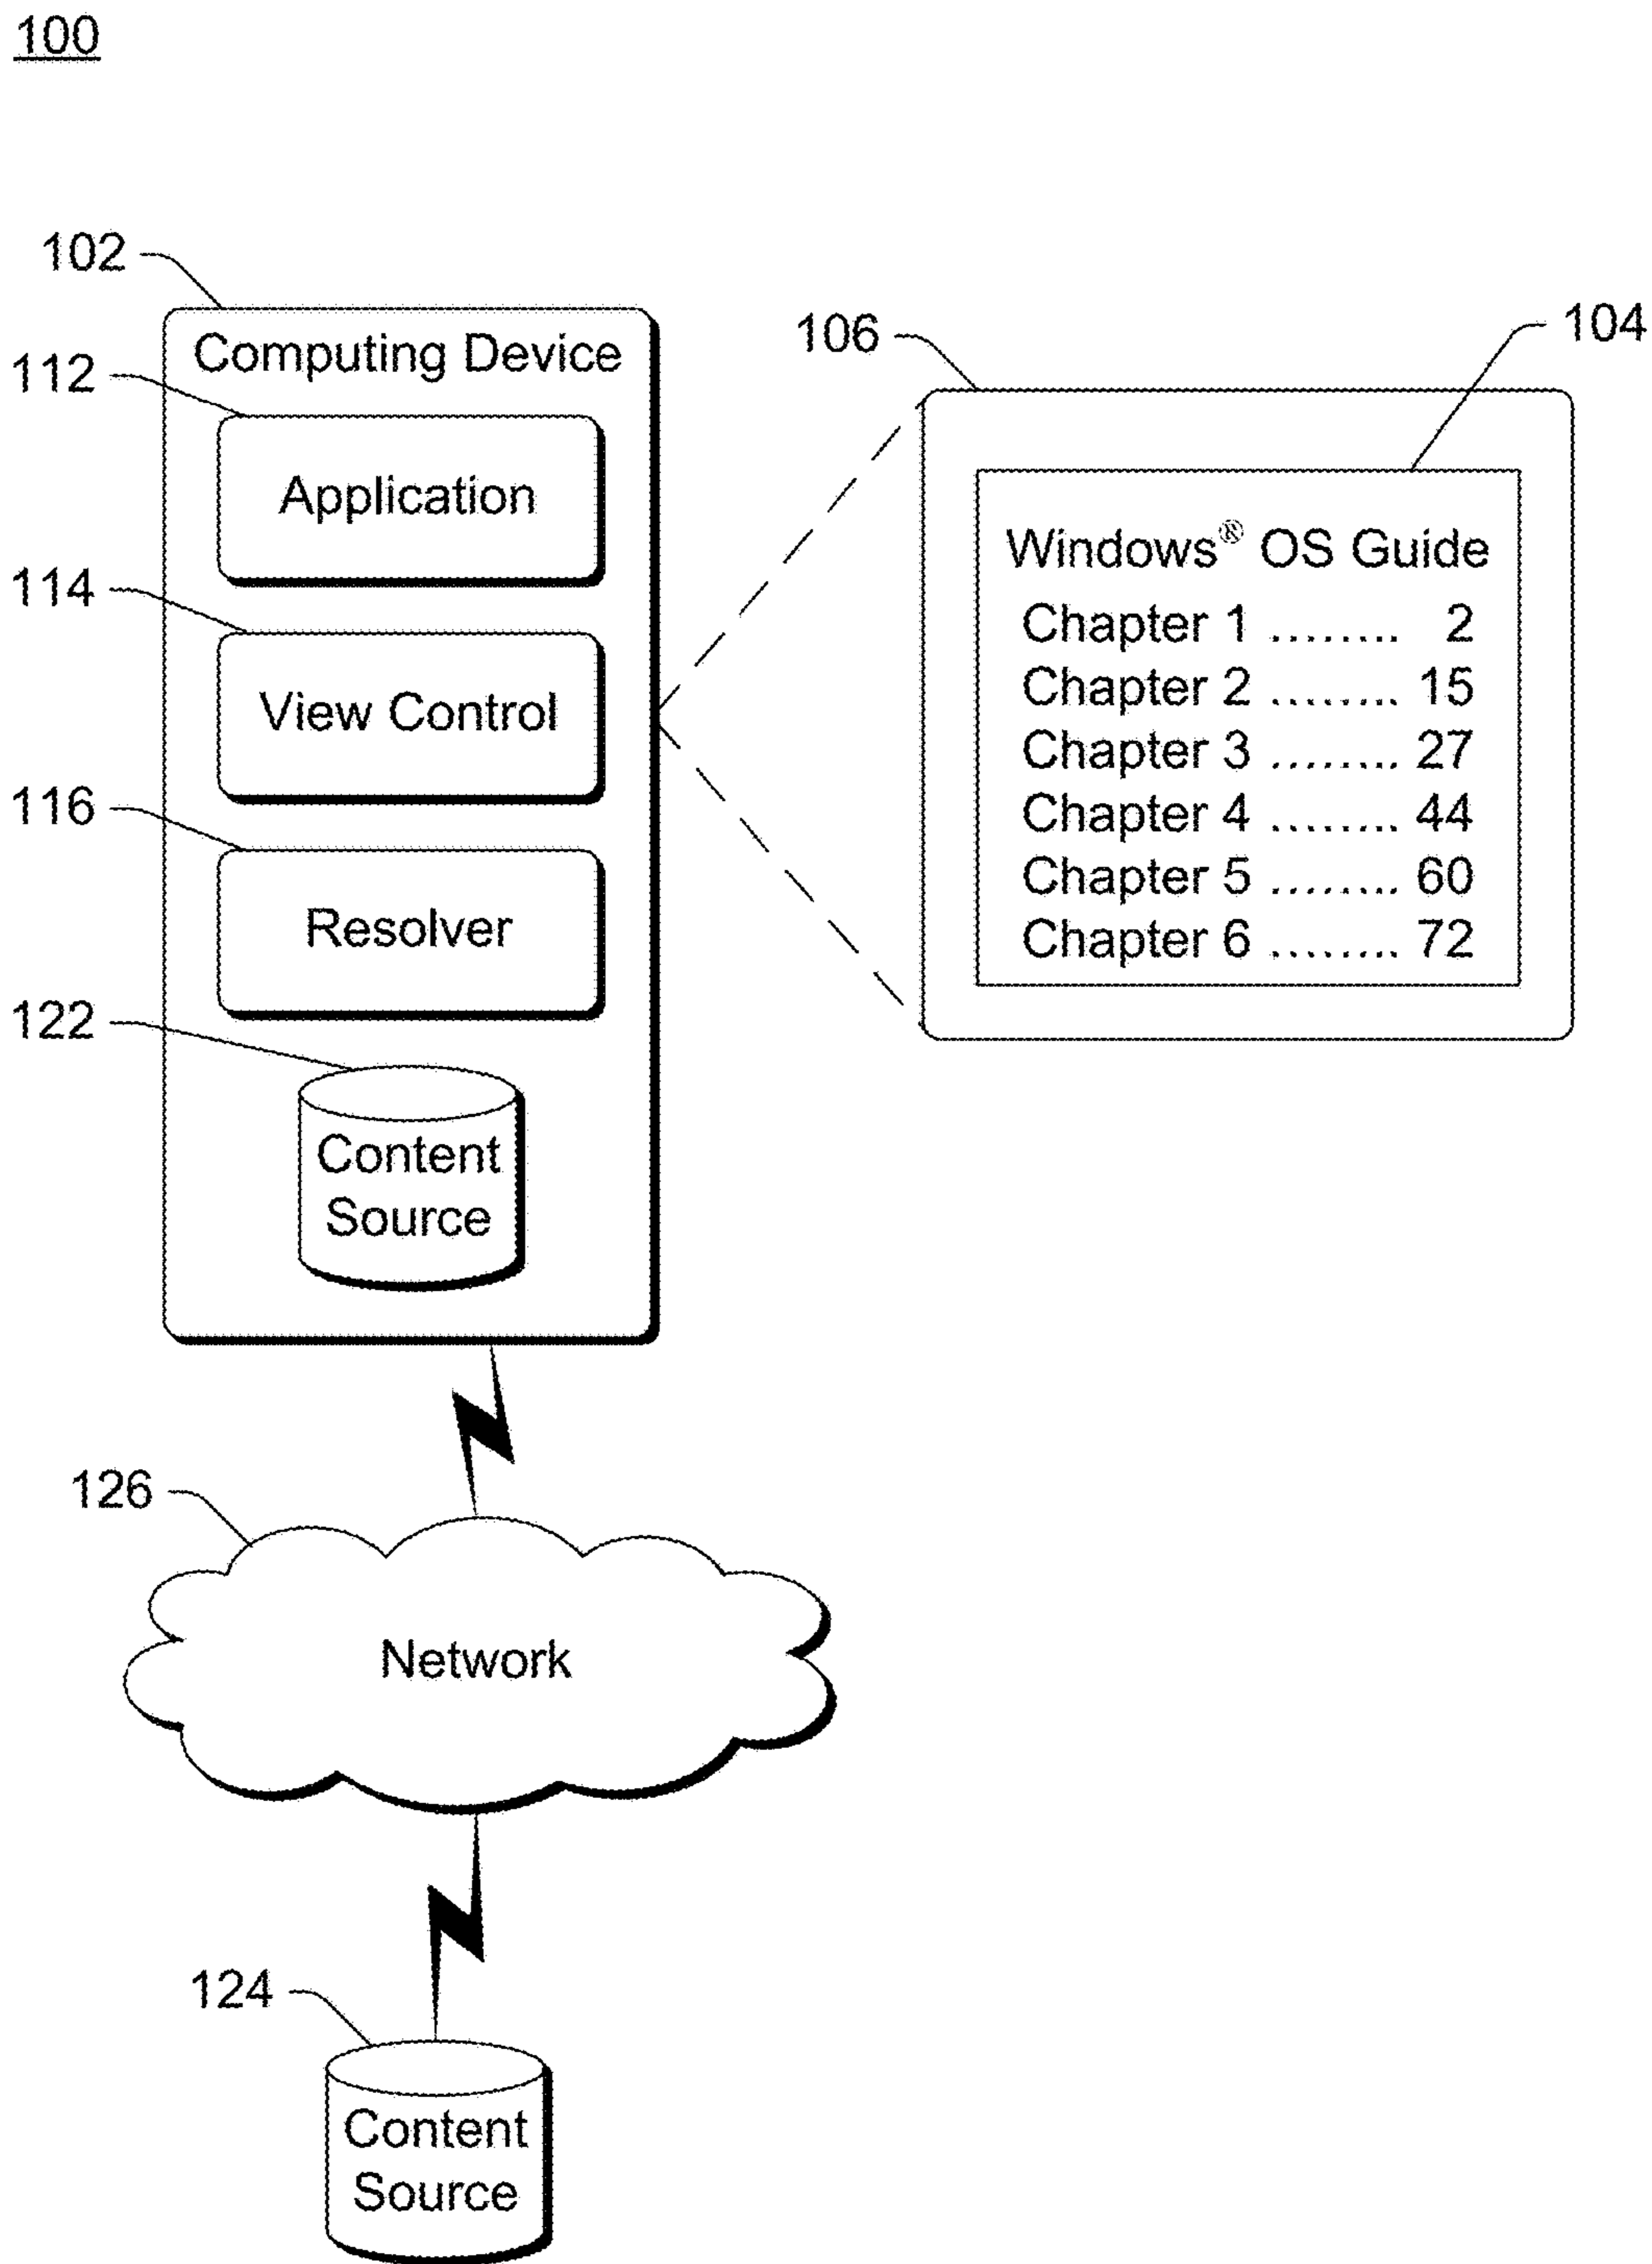 100
102
Computing Device
112
Application
114
View Control
116
Resolver
122
Content
Source
106
104
Windows® OS Guide
Chapter 1 ........ 2
Chapter 2 ........ 15
Chapter 3 ........ 27
Chapter 4 ........ 44
Chapter 5 ........ 60
Chapter 6 ........ 72
126
Network
124
Content
Source